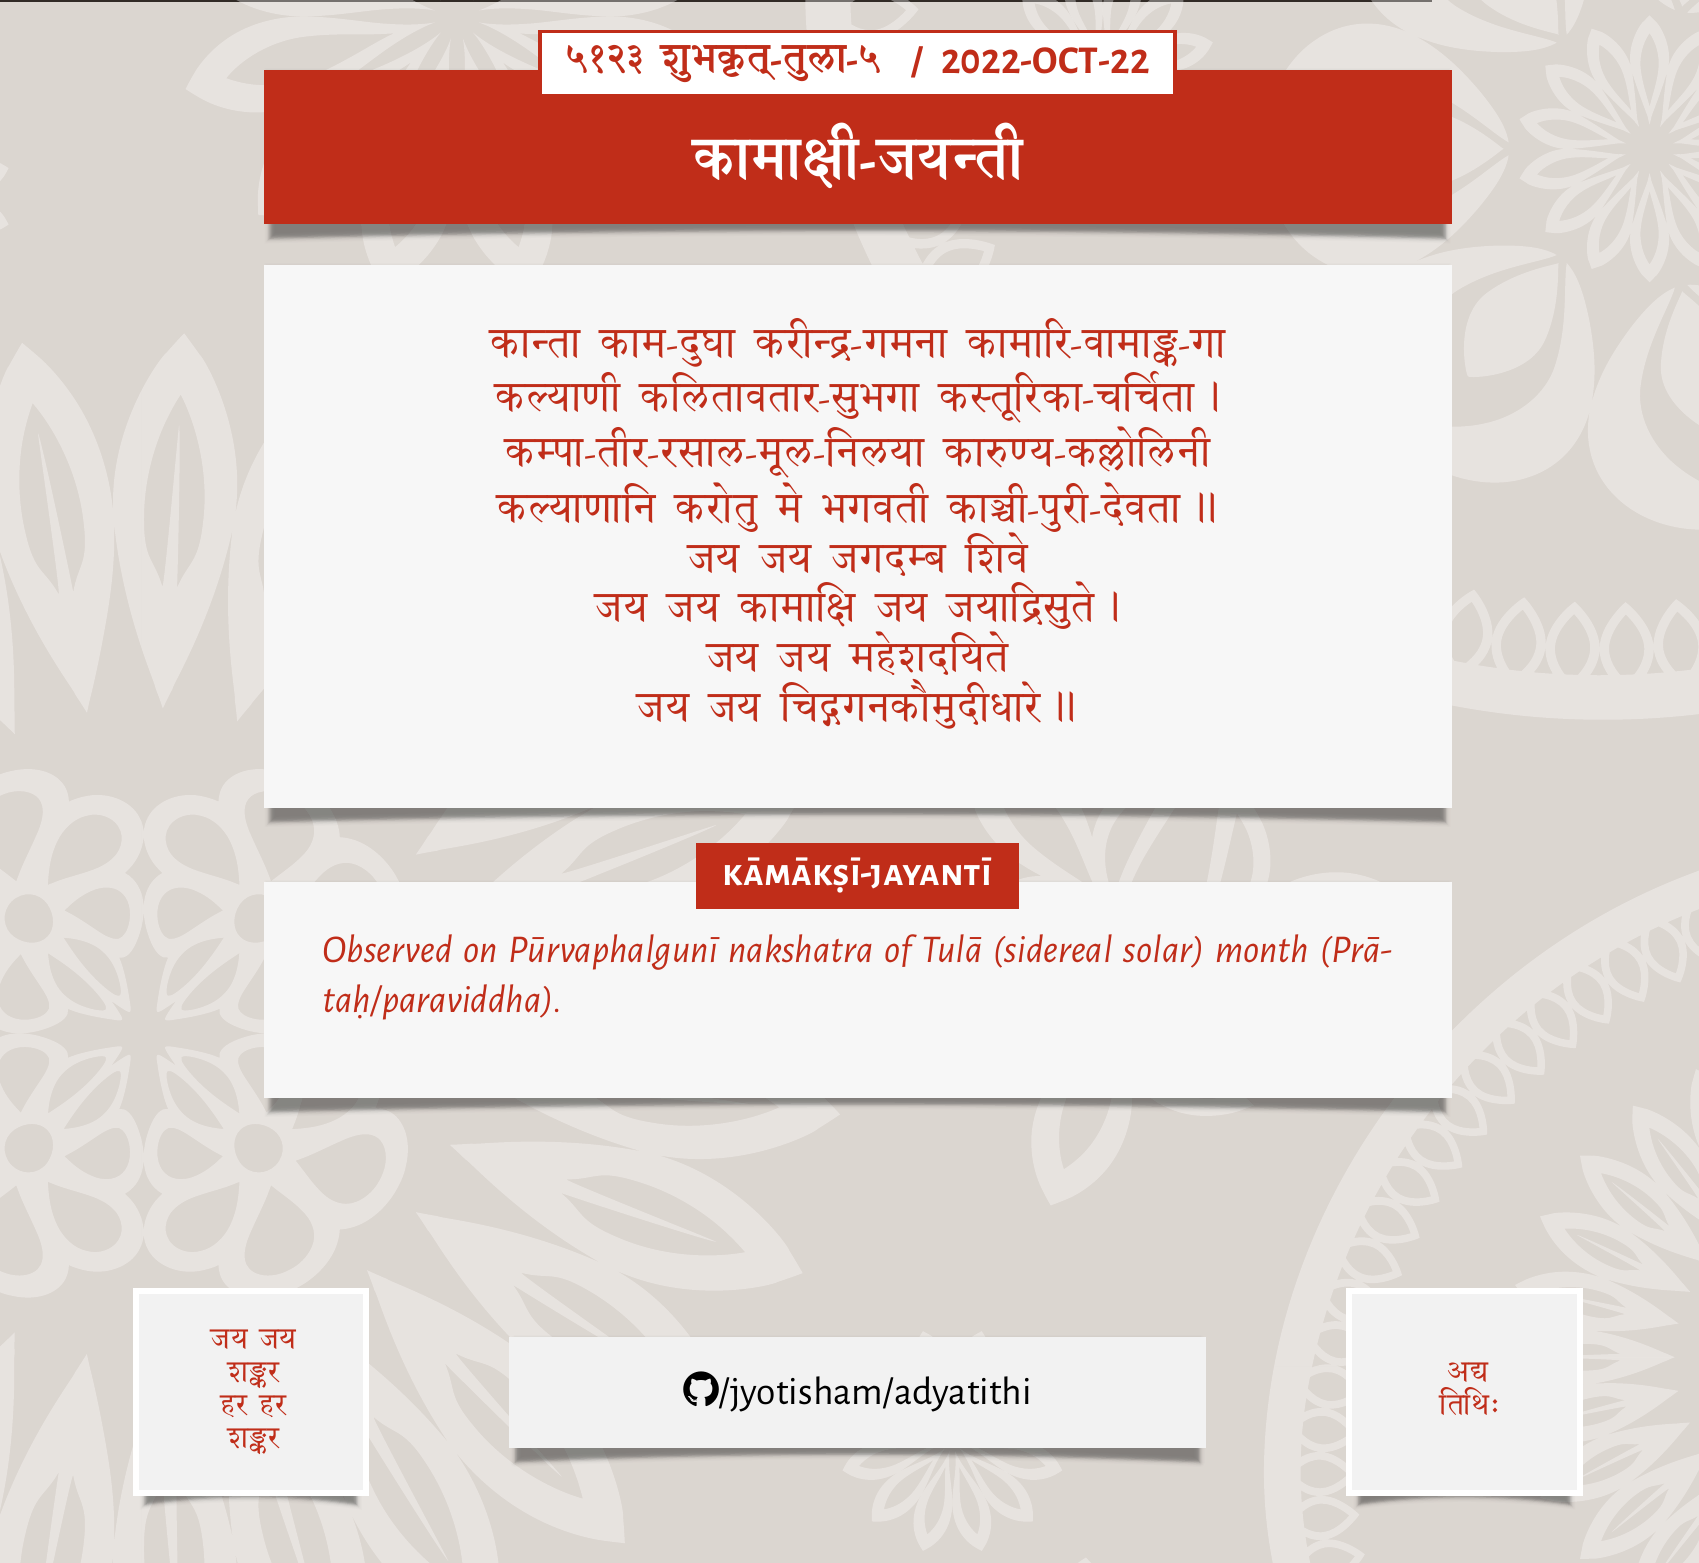 ५१२३ शुभकृत्-तुला-५ / 2022-OCT-22
कामाक्षी-जयन्ती
कान्ता काम-दुघा करीन्द्र-गमना कामारि-वामाङ्क-गा
कल्याणी कलितावतार-सुभगा कस्तूरिका-चर्चिता ।
कम्पा-तीर-रसाल-मूल-निलया कारुण्य-कल्लोलिनी
कल्याणानि करोतु मे भगवती काञ्ची-पुरी-देवता ॥
जय जय जगदम्ब शिवे
जय जय कामाक्षि जय जयाद्रिसुते ।
जय जय महेशदयिते
जय जय चिद्गगनकौमुदीधारे ॥
KĀMĀKṢĪ-JAYANTĪ
Observed on Pūrvaphalgunī nakshatra of Tulā (sidereal solar) month (Prā-
taḥ/paraviddha).
जय जय
शङ्कर
हर हर
शङ्कर
/jyotisham/adyatithi
अद्य
तिथिः